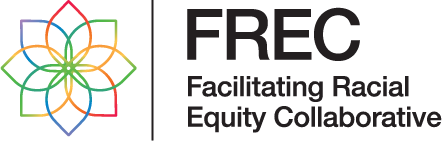 FREC
Facilitating Racial
Equity Collaborative